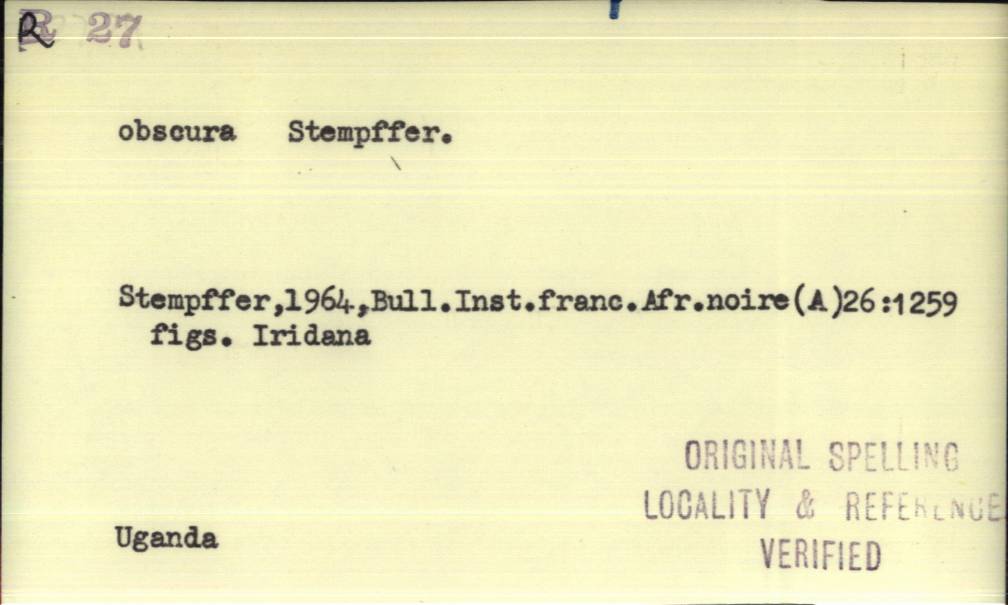 R 27
obscura Stempffer.
Stempffer,1964,Bull.Inst.franc.Afr.noire(A)26:1259
figs. Iridana
ORIGINAL SPELLING
LOCALITY & REFERENCE
Uganda
VERIFIED